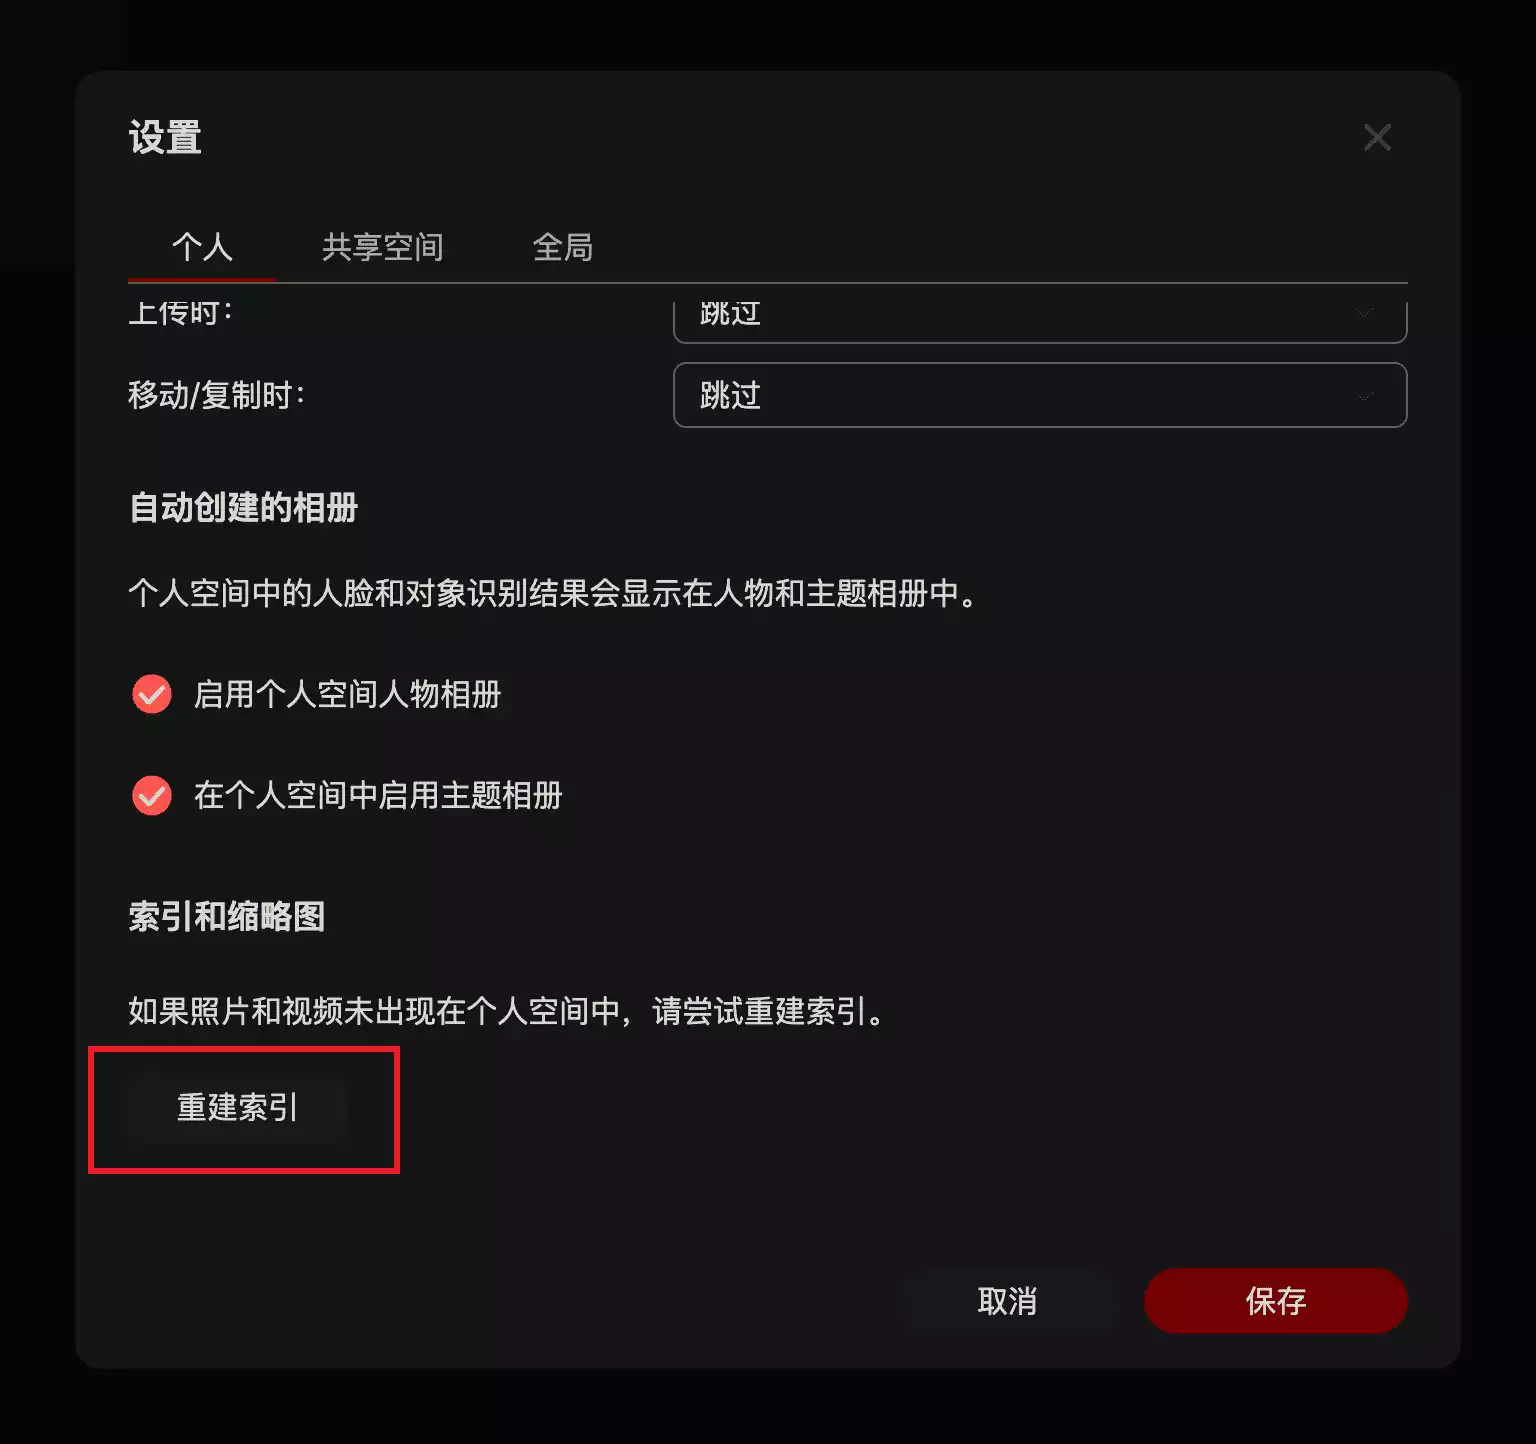 设置
个人 共享空间 全局
上传时： 跳过
移动/复制时： 跳过
自动创建的相册
个人空间中的人脸和对象识别结果会显示在人物和主题相册中。
启用个人空间人物相册
在个人空间中启用主题相册
索引和缩略图
如果照片和视频未出现在个人空间中，请尝试重建索引。
重建索引
取消 保存